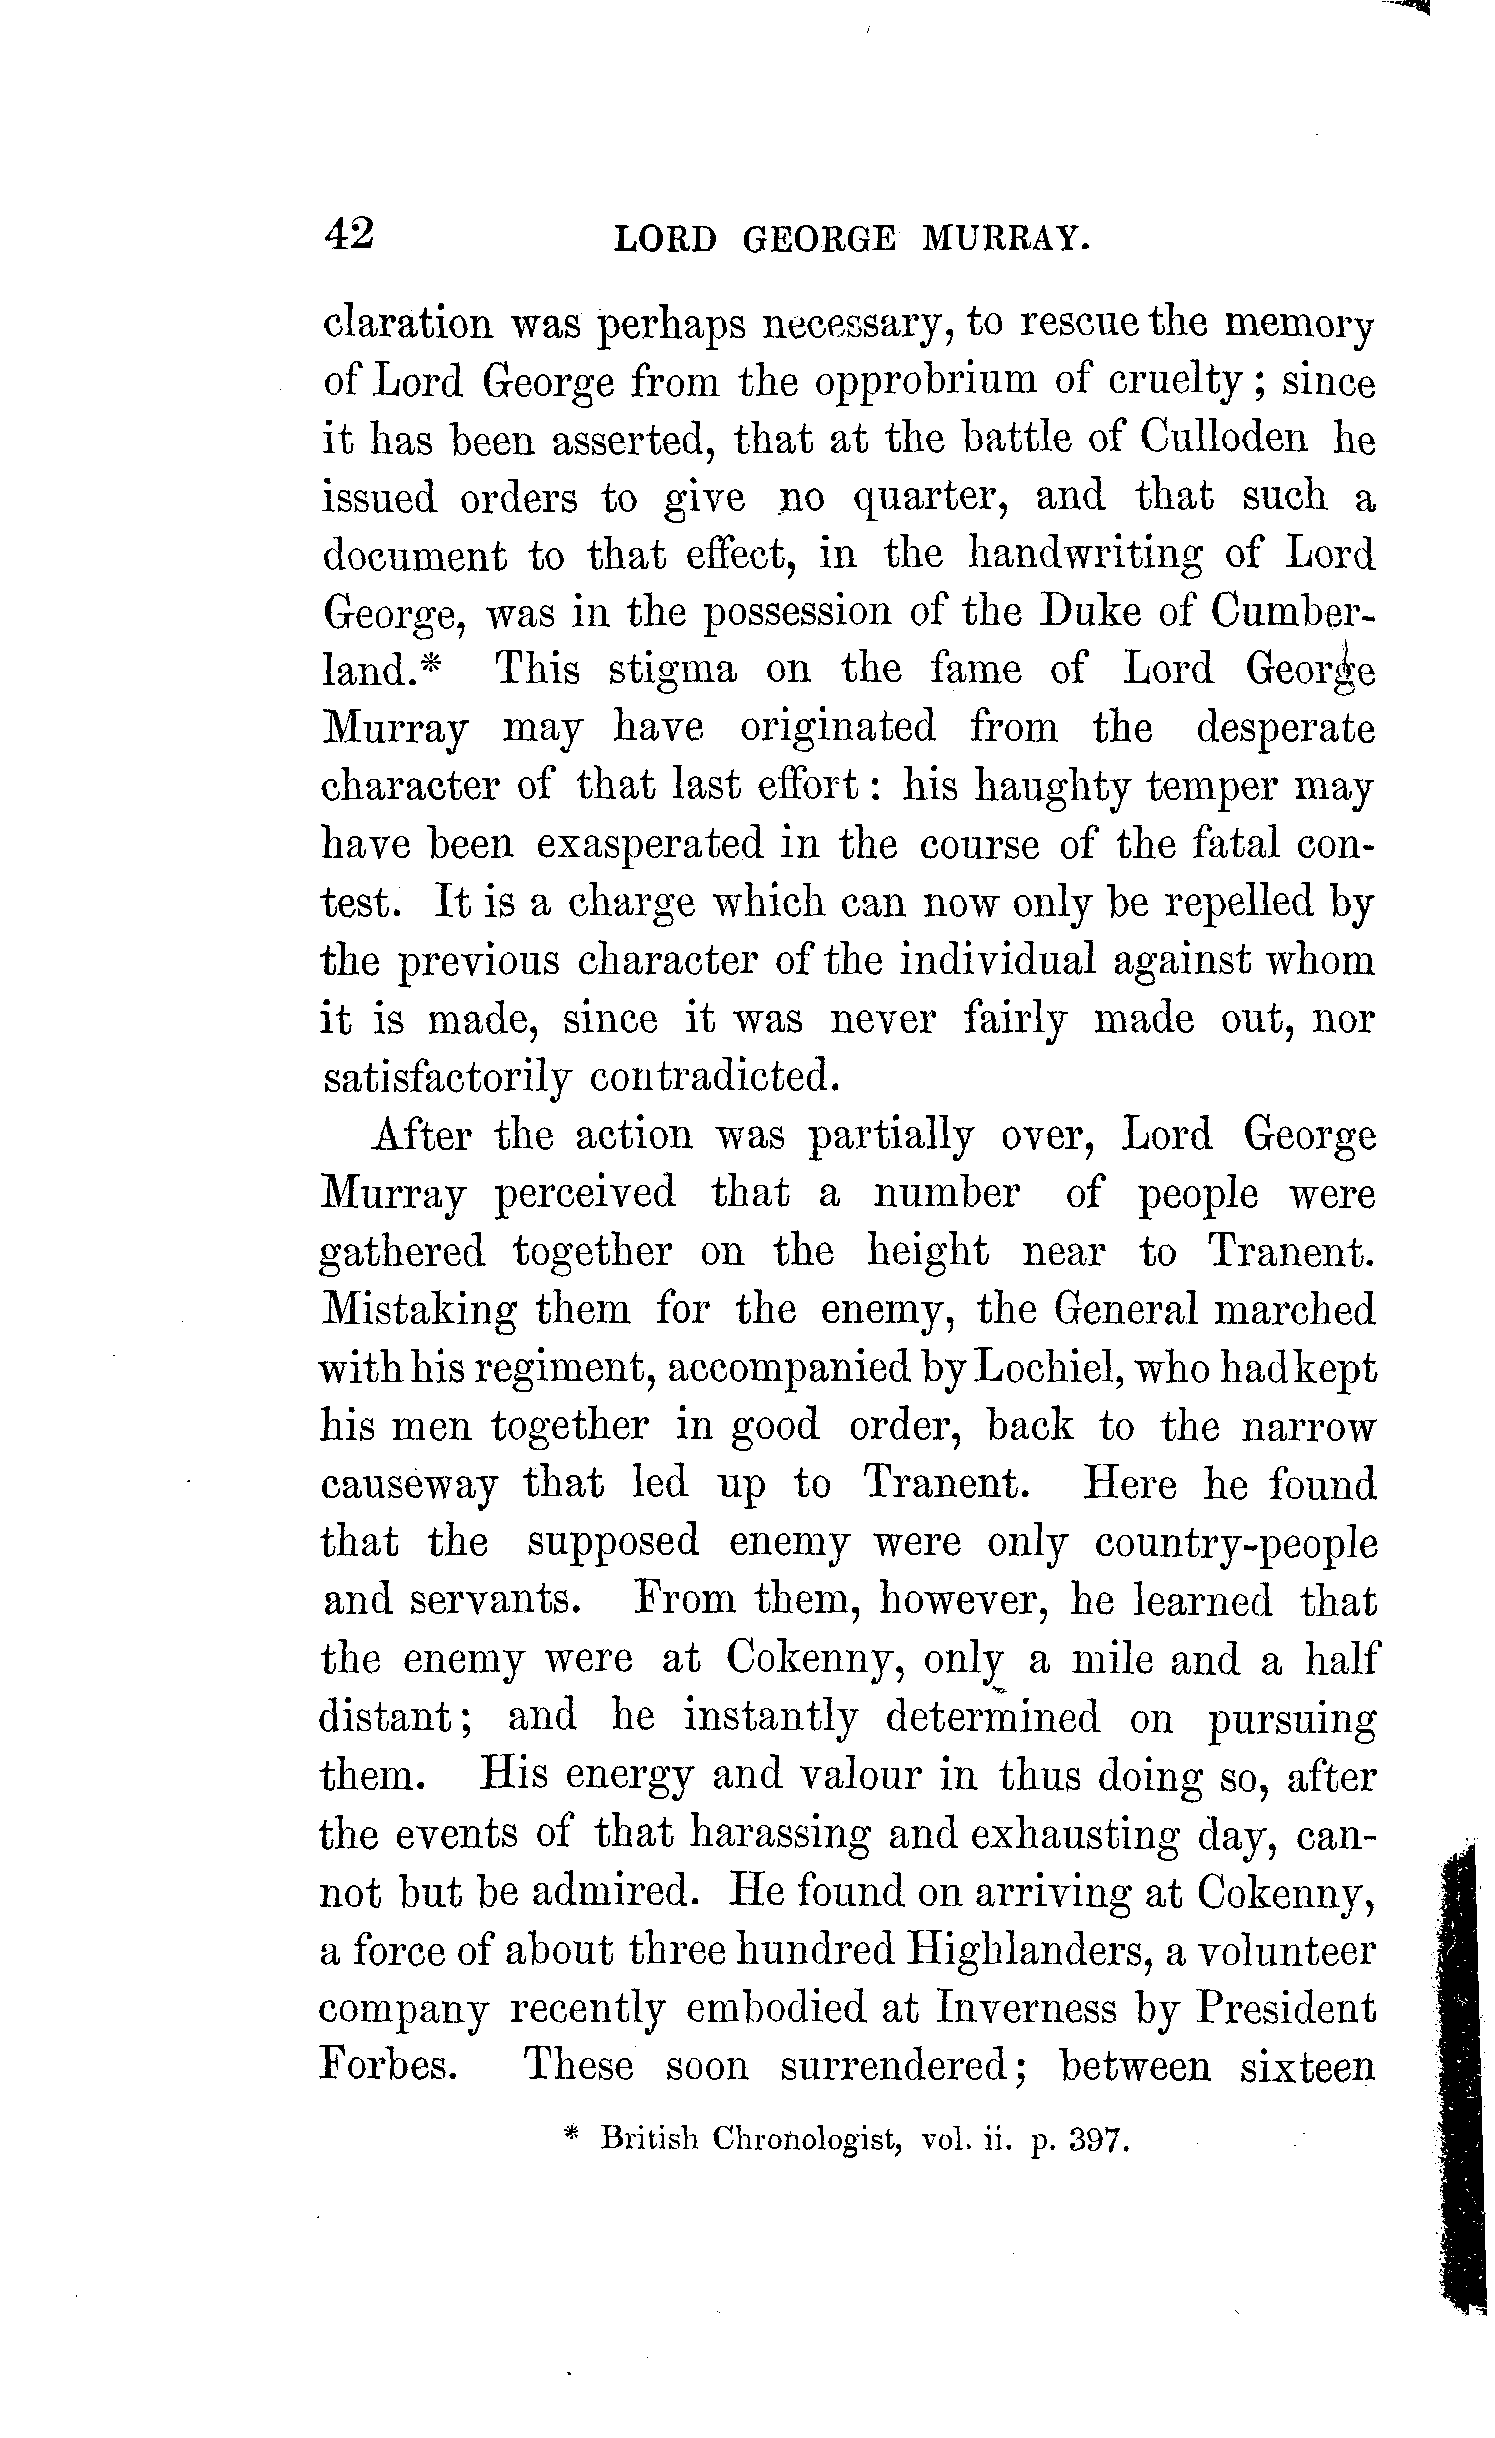 42 LORD GEORGE MURRAY.
claration was perhaps necessary, to rescue the memory
of Lord George from the opprobrium of cruelty; since
it has been asserted, that at the battle of Culloden he
issued orders to give no quarter, and that such a
document to that effect, in the handwriting of Lord
George, was in the possession of the Duke of Cumber-
land.* This stigma on the fame of Lord George
Murray may have originated from the desperate
character of that last effort: his haughty temper may
have been exasperated in the course of the fatal con-
test. It is a charge which can now only be repelled by
the previous character of the individual against whom
it is made, since it was never fairly made out, nor
satisfactorily contradicted.
After the action was partially over, Lord George
Murray perceived that a number of people were
gathered together on the height near to Tranent.
Mistaking them for the enemy, the General marched
with his regiment, accompanied by Lochiel, who had kept
his men together in good order, back to the narrow
causeway that led up to Tranent. Here he found
that the supposed enemy were only country-people
and servants. From them, however, he learned that
the enemy were at Cokenny, only a mile and a half
distant; and he instantly determined on pursuing
them. His energy and valour in thus doing so, after
the events of that harassing and exhausting day, can-
not but be admired. He found on arriving at Cokenny,
a force of about three hundred Highlanders, a volunteer
company recently embodied at Inverness by President
Forbes. These soon surrendered; between sixteen
* British Chronologist, vol. ii. p. 397.